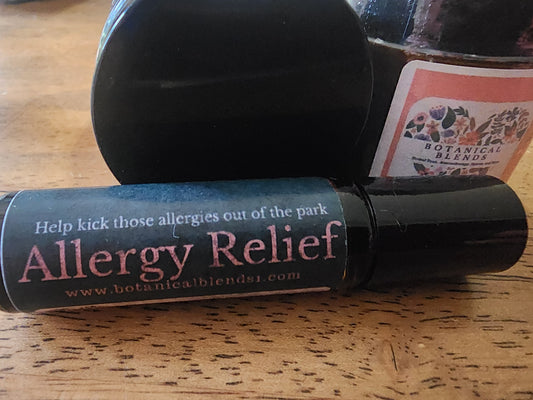 BOTANICAL
BLENDS
Help kick those allergies out of the park
Allergy Relief
www.botanicalblends1.com